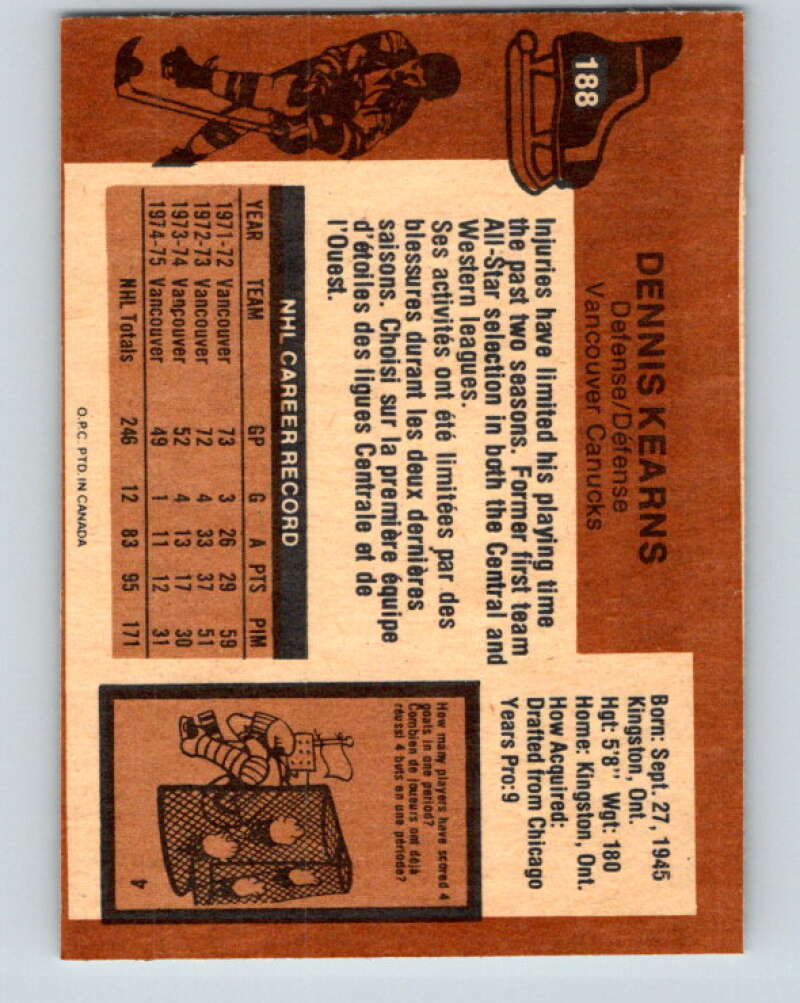 188
DENNIS KEARNS
Defense/Défense
Vancouver Canucks
Born: Sept. 27, 1945
Kingston, Ont.
Hgt: 5'8" Wgt: 180
Home: Kingston, Ont.
How Acquired:
Drafted from Chicago
Years Pro:9
Injuries have limited his playing time
the past two seasons. Former first team
All-Star selection in both the Central and
Western leagues.
Ses activités ont été limitées par des
blessures durant les deux dernières
saisons. Choisi sur la première équipe
d'étoiles des ligues Centrale et de
l'Ouest.
NHL CAREER RECORD
YEAR TEAM GP G A PTS PIM
1971-72 Vancouver 73 3 26 29 59
1972-73 Vancouver 72 4 33 37 51
1973-74 Vancouver 52 4 13 17 30
1974-75 Vancouver 49 1 11 12 31
NHL Totals 246 12 83 95 171
O.P.C. PTD. IN CANADA
How many players have scored 4
goals in one period?
Combien de joueurs ont déjà
réussi 4 buts en une période?
4